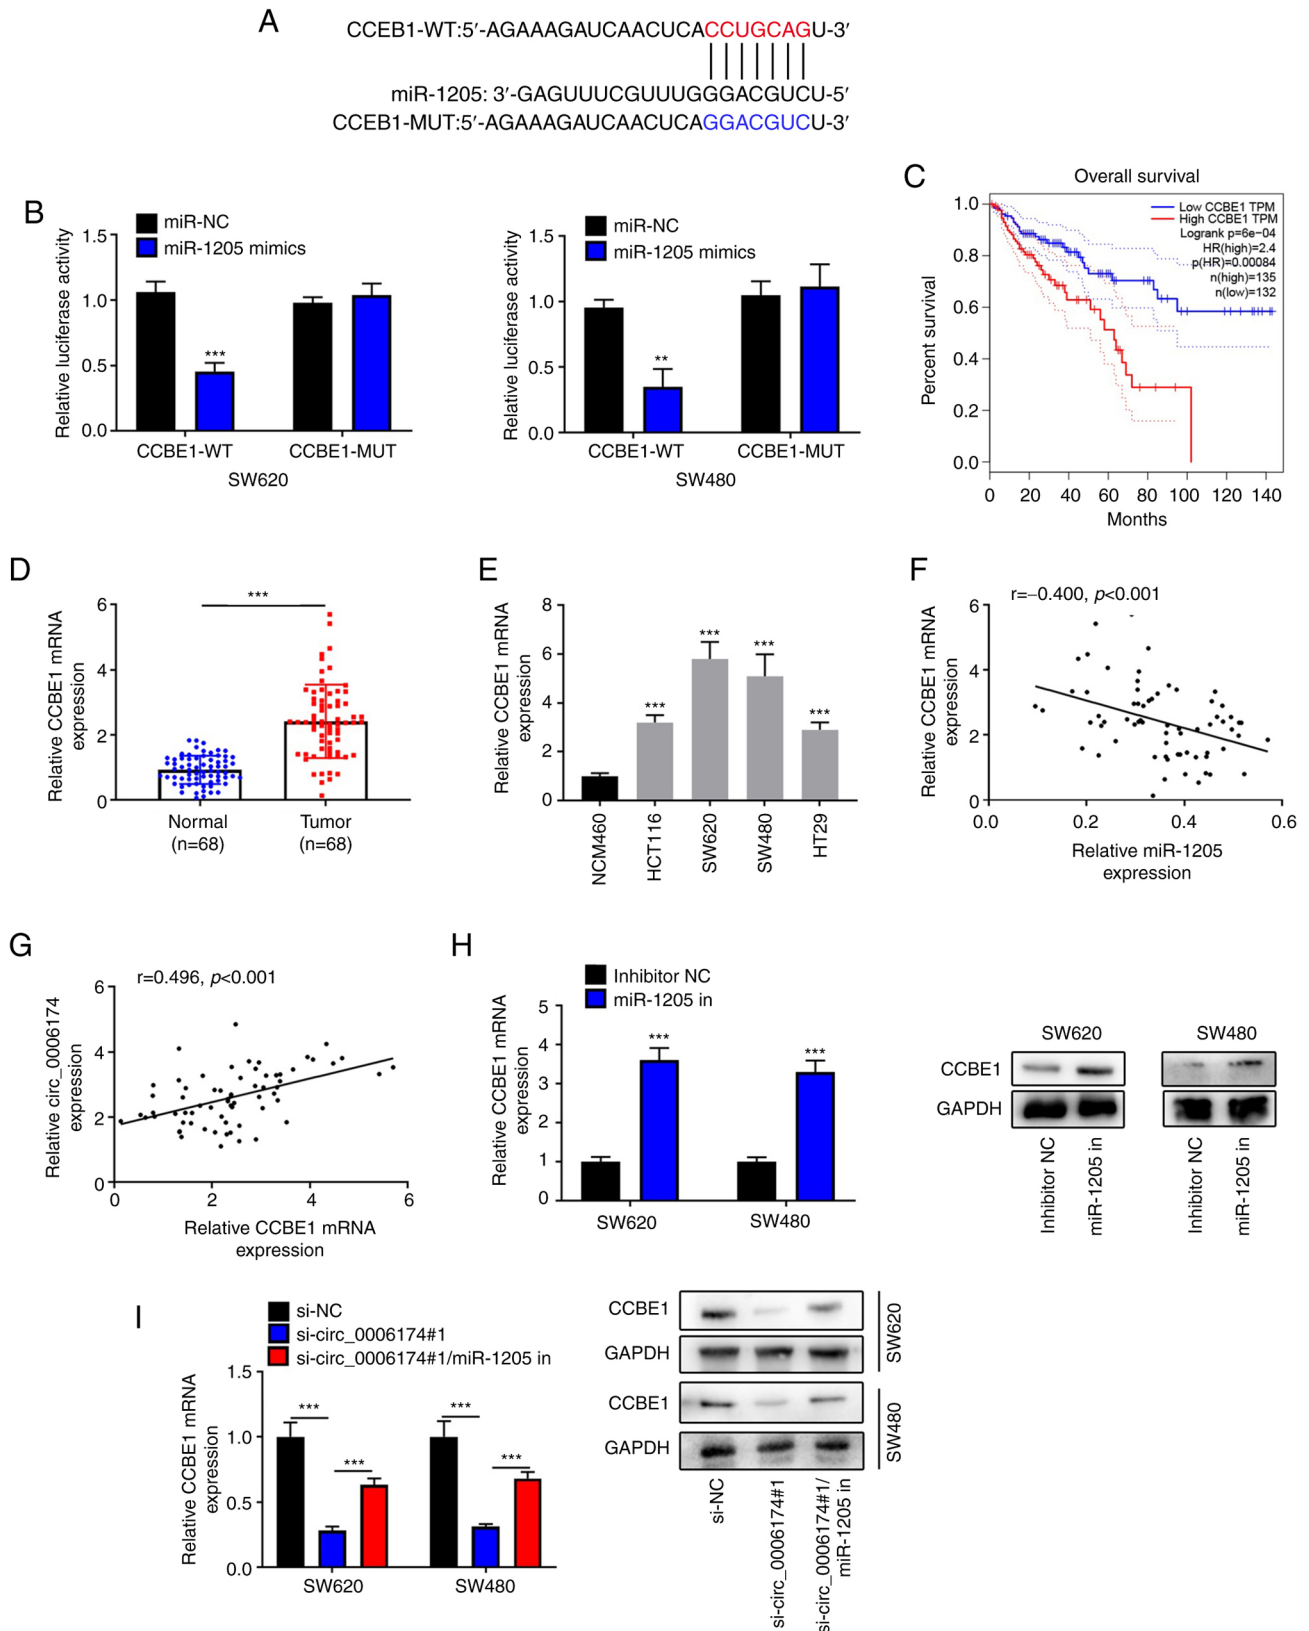 A
CCEB1-WT:5′-AGAAAGAUCAACUCACCUGCAGU-3′
miR-1205: 3′-GAGUUUCGUUUGGGACGUCU-5′
CCEB1-MUT:5′-AGAAAGAUCAACUCAGGACGUCU-3′
B
miR-NC
miR-1205 mimics
Relative luciferase activity
1.5
1.0
0.5
0.0
***
CCBE1-WT
CCBE1-MUT
SW620
miR-NC
miR-1205 mimics
Relative luciferase activity
1.5
1.0
0.5
0.0
**
CCBE1-WT
CCBE1-MUT
SW480
C
Overall survival
Low CCBE1 TPM
High CCBE1 TPM
Logrank p=6e−04
HR(high)=2.4
p(HR)=0.00084
n(high)=135
n(low)=132
Percent survival
1.0
0.8
0.6
0.4
0.2
0.0
0 20 40 60 80 100 120 140
Months
D
Relative CCBE1 mRNA
expression
6
4
2
0
***
Normal
(n=68)
Tumor
(n=68)
E
Relative CCBE1 mRNA
expression
8
6
4
2
0
***
***
***
***
NCM460
HCT116
SW620
SW480
HT29
F
r=−0.400, p<0.001
Relative CCBE1 mRNA
expression
6
4
2
0
0.0 0.2 0.4 0.6
Relative miR-1205
expression
G
r=0.496, p<0.001
Relative circ_0006174
expression
6
4
2
0
0 2 4 6
Relative CCBE1 mRNA
expression
H
Inhibitor NC
miR-1205 in
Relative CCBE1 mRNA
expression
5
4
3
2
1
0
***
***
SW620
SW480
SW620
SW480
CCBE1
GAPDH
Inhibitor NC
miR-1205 in
Inhibitor NC
miR-1205 in
I
si-NC
si-circ_0006174#1
si-circ_0006174#1/miR-1205 in
Relative CCBE1 mRNA
expression
1.5
1.0
0.5
0.0
***
***
***
***
SW620
SW480
CCBE1
GAPDH
SW620
CCBE1
GAPDH
SW480
si-NC
si-circ_0006174#1
si-circ_0006174#1/
miR-1205 in